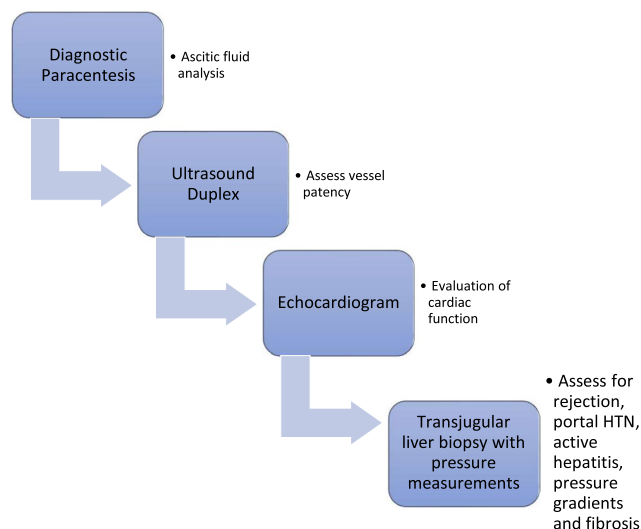 Diagnostic
Paracentesis
• Ascitic fluid
analysis
Ultrasound
Duplex
• Assess vessel
patency
Echocardiogram
• Evaluation of
cardiac
function
Transjugular
liver biopsy with
pressure
measurements
• Assess for
rejection,
portal HTN,
active
hepatitis,
pressure
gradients
and fibrosis